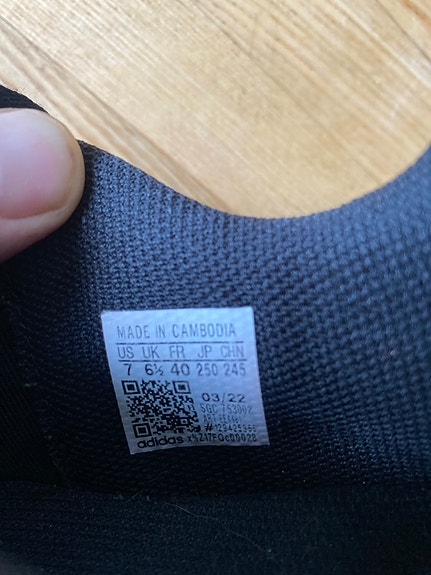 MADE IN CAMBODIA
US UK FR JP CHN
7 6½ 40 250 245
03/22
adidas